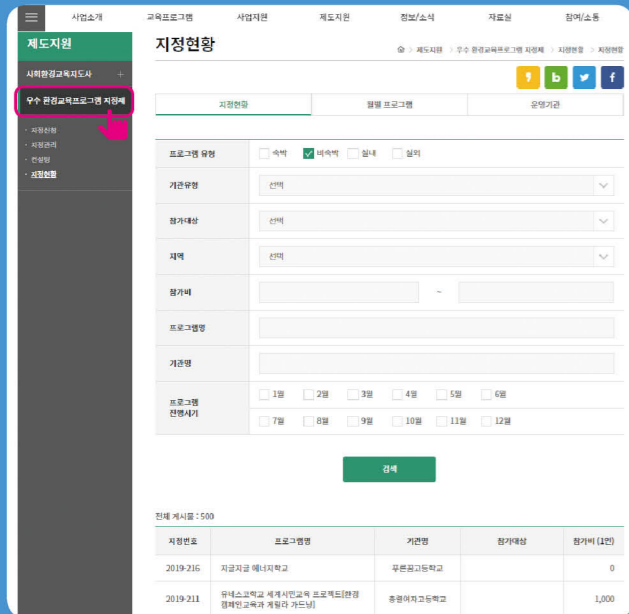 사업소개 교육프로그램 사업지원 제도지원 정보/소식 자료실 참여/소통
제도지원
사회환경교육지도사 +
우수 환경교육프로그램 지정제
· 지정신청
· 지정관리
· 컨설팅
· 지정현황
지정현황
> 제도지원 > 우수 환경교육프로그램 지정제 > 지정현황 > 지정현황
b f
지정현황 월별 프로그램 운영기관
프로그램 유형 숙박 비숙박 실내 실외
기관유형 선택
참가대상 선택
지역 선택
참가비 ~
프로그램명
기관명
프로그램
진행시기
1월 2월 3월 4월 5월 6월
7월 8월 9월 10월 11월 12월
검색
전체 게시물 : 500
지정번호 프로그램명 기관명 참가대상 참가비 (1인)
2019-216 지글지글 에너지학교 푸른꿈고등학교 0
2019-211 유네스코학교 세계시민교육 프로젝트[환경
캠페인교육과 게릴라 가드닝] 충렬여자고등학교 1,000